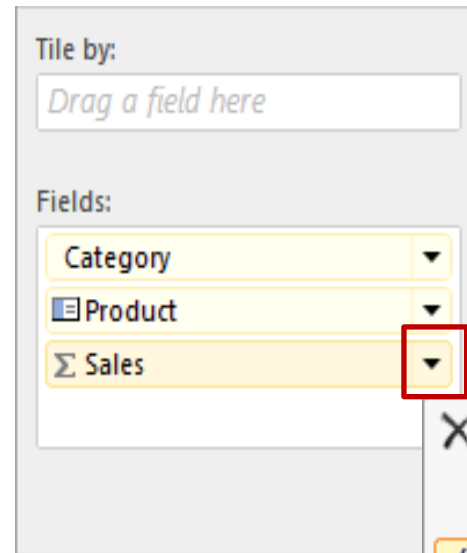 Tile by:
Drag a field here
Fields:
Category
Product
Σ Sales